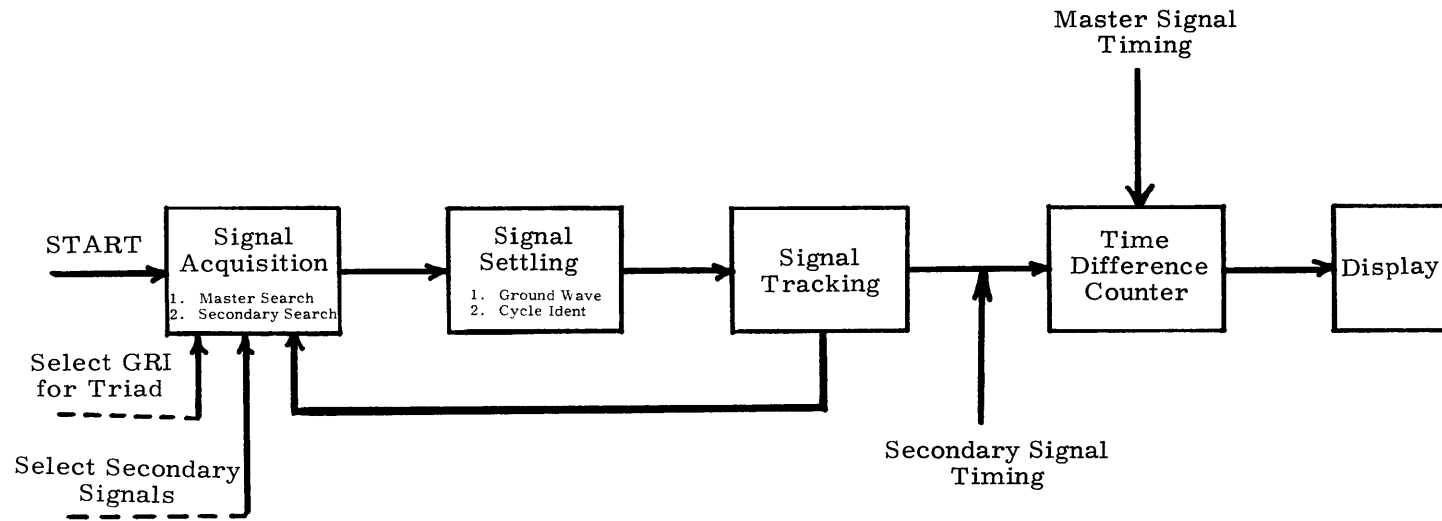 Master Signal
Timing
START
Signal
Acquisition
1. Master Search
2. Secondary Search
Signal
Settling
1. Ground Wave
2. Cycle Ident
Signal
Tracking
Time
Difference
Counter
Display
Select GRI
for Triad
Select Secondary
Signals
Secondary Signal
Timing